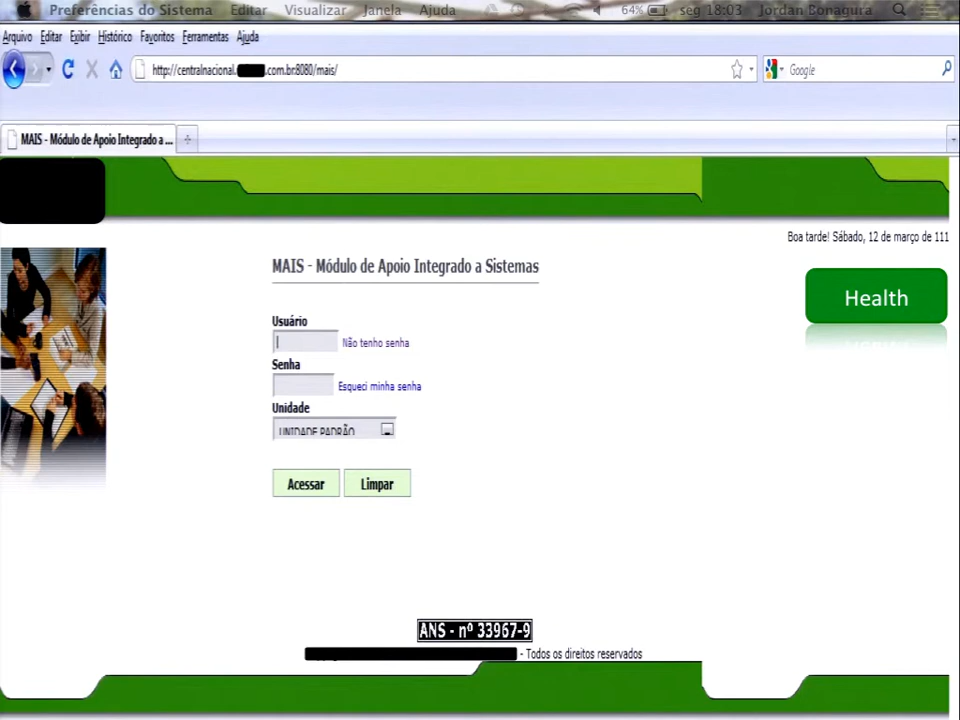 Preferências do Sistema Editar Visualizar Janela Ajuda 64% seg 18:03 Jordan Bonagura
Arquivo Editar Exibir Histórico Favoritos Ferramentas Ajuda
http://centralnacional. .com.br:8080/mais/ Google
MAIS - Módulo de Apoio Integrado a ...
Boa tarde! Sábado, 12 de março de 111
MAIS - Módulo de Apoio Integrado a Sistemas
Health
Usuário
Não tenho senha
Senha
Esqueci minha senha
Unidade
UNIDADE PADRÃO
Acessar Limpar
ANS - nº 33967-9
- Todos os direitos reservados